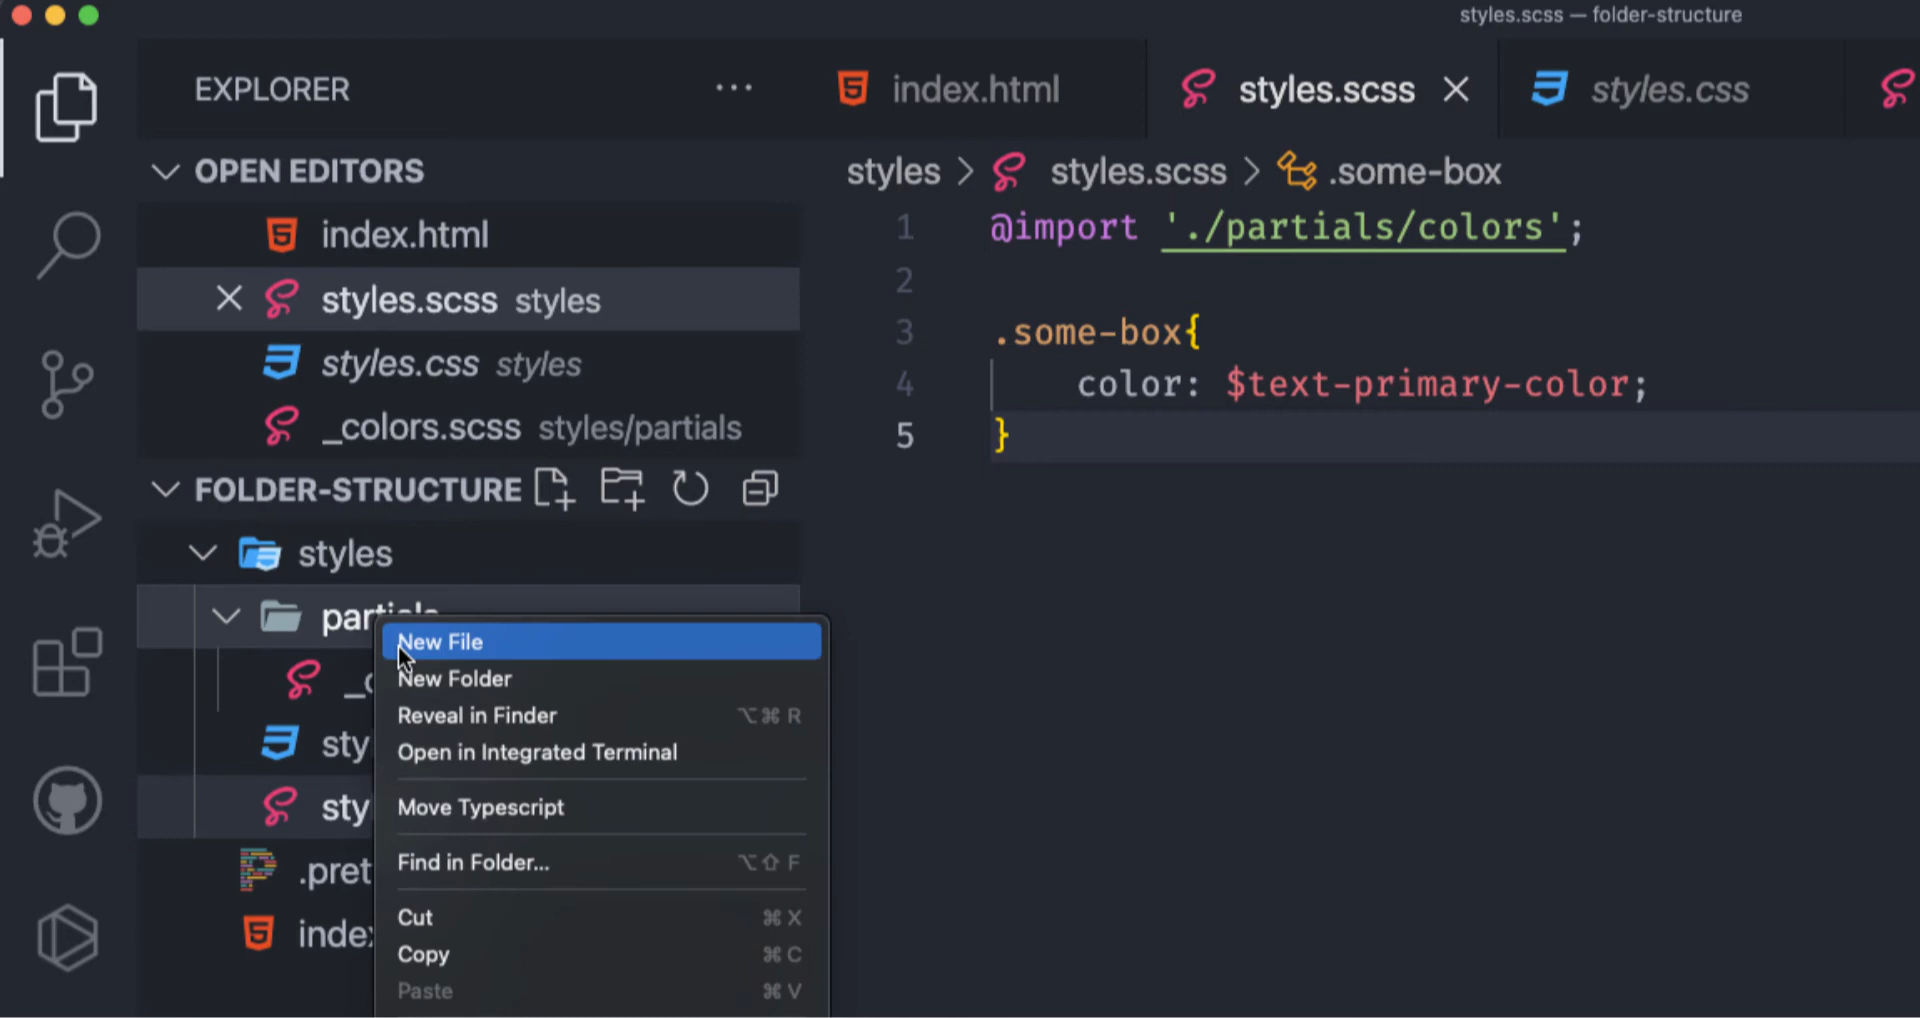 styles.scss — folder-structure
EXPLORER
index.html
styles.scss
styles.css
OPEN EDITORS
index.html
styles.scss styles
styles.css styles
_colors.scss styles/partials
FOLDER-STRUCTURE
styles
partials
sty
sty
.pret
inde
New File
New Folder
Reveal in Finder ⌥⌘ R
Open in Integrated Terminal
Move Typescript
Find in Folder... ⌥⇧ F
Cut ⌘ X
Copy ⌘ C
Paste ⌘ V
styles > styles.scss > .some-box
1 @import './partials/colors';
2
3 .some-box{
4 color: $text-primary-color;
5 }